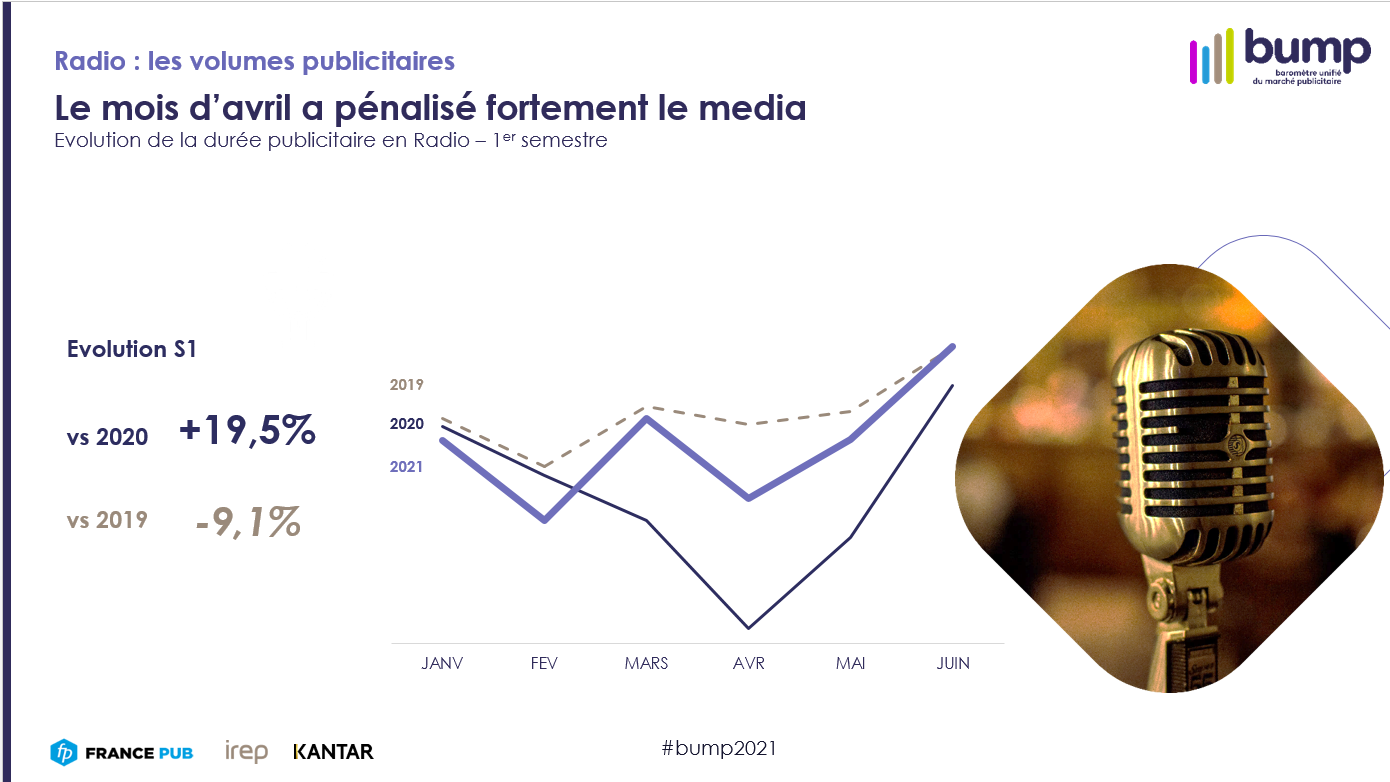 Radio : les volumes publicitaires
Le mois d’avril a pénalisé fortement le media
Evolution de la durée publicitaire en Radio – 1er semestre
bump
baromètre unifié
du marché publicitaire
Evolution S1
vs 2020 +19,5%
vs 2019 -9,1%
2019
2020
2021
JANV FEV MARS AVR MAI JUIN
fp FRANCE PUB irep KANTAR
#bump2021